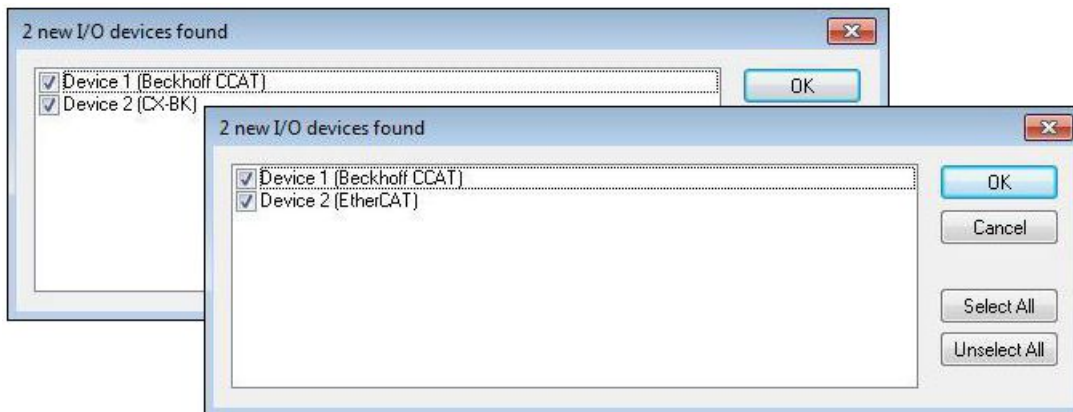 2 new I/O devices found
Device 1 (Beckhoff CCAT)
Device 2 (CX-BK)
OK
2 new I/O devices found
Device 1 (Beckhoff CCAT)
Device 2 (EtherCAT)
OK
Cancel
Select All
Unselect All